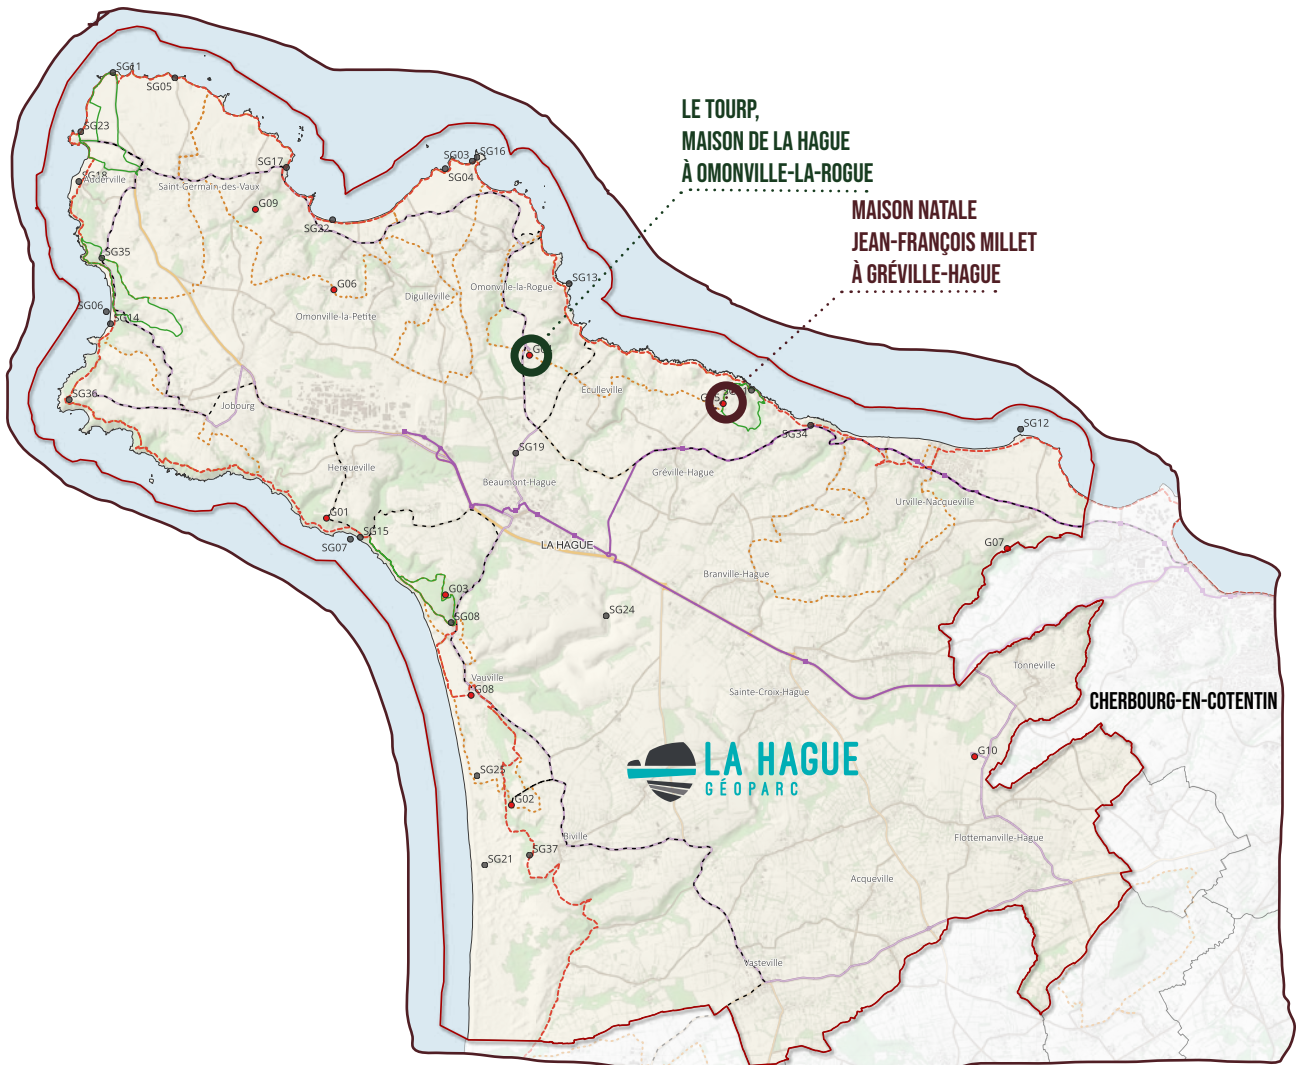 SG11
SG05
LE TOURP,
MAISON DE LA HAGUE
À OMONVILLE-LA-ROGUE
SG23
SG17
SG03
SG16
SG04
SG18
Auderville
Saint-Germain-des-Vaux
G09
SG22
MAISON NATALE
JEAN-FRANÇOIS MILLET
À GRÉVILLE-HAGUE
SG35
G06
Omonville-la-Rogue
SG13
Digulleville
SG06
SG14
Omonville-la-Petite
SG36
Jobourg
Eculleville
SG34
SG12
SG19
Herqueville
Gréville-Hague
Beaumont-Hague
Urville-Nacqueville
G01
SG15
SG07
LA HAGUE
G07
Branville-Hague
G03
SG08
SG24
Tonneville
Vauville
G08
Sainte-Croix-Hague
CHERBOURG-EN-COTENTIN
G10
LA HAGUE
GÉOPARC
SG25
G02
Biville
Flottemanville-Hague
SG37
SG21
Acqueville
Vasteville